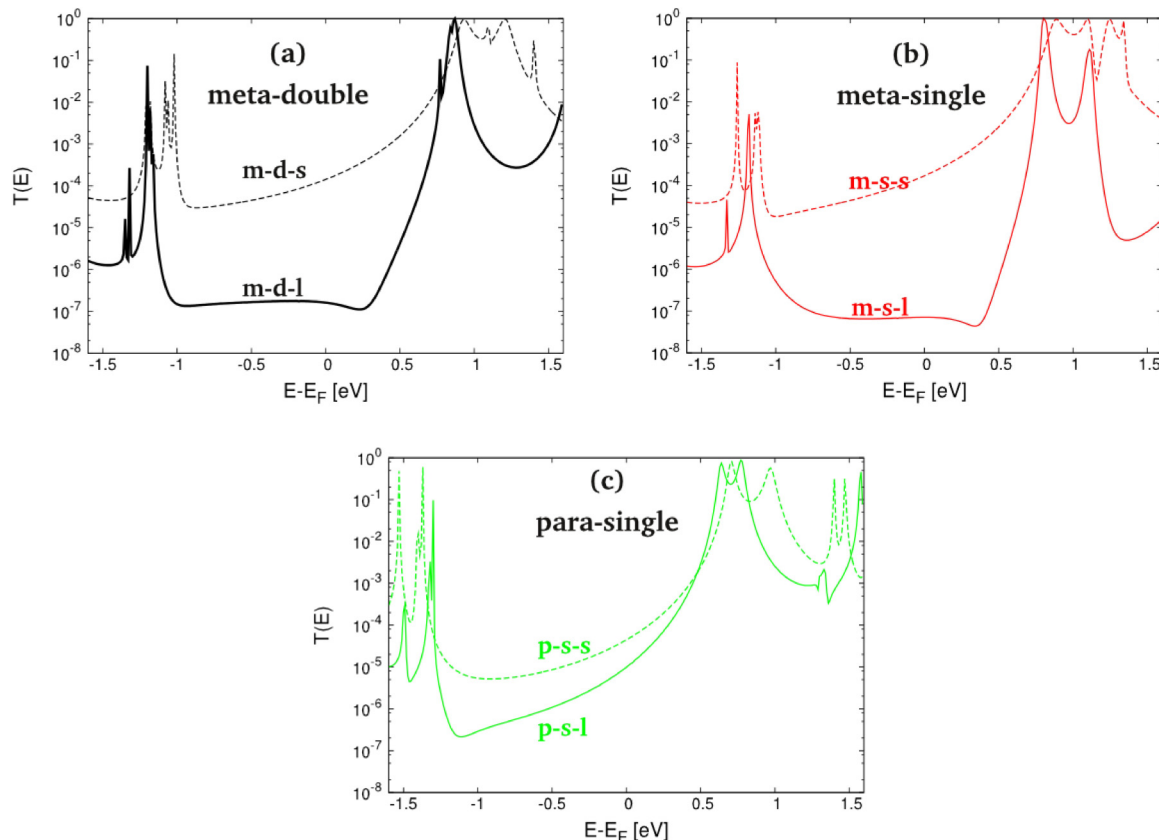 (a)
meta-double
m-d-s
m-d-l
T(E)
10^0
10^-1
10^-2
10^-3
10^-4
10^-5
10^-6
10^-7
10^-8
-1.5 -1 -0.5 0 0.5 1 1.5
E-E_F [eV]
(b)
meta-single
m-s-s
m-s-l
T(E)
10^0
10^-1
10^-2
10^-3
10^-4
10^-5
10^-6
10^-7
10^-8
-1.5 -1 -0.5 0 0.5 1 1.5
E-E_F [eV]
(c)
para-single
p-s-s
p-s-l
T(E)
10^0
10^-1
10^-2
10^-3
10^-4
10^-5
10^-6
10^-7
10^-8
-1.5 -1 -0.5 0 0.5 1 1.5
E-E_F [eV]